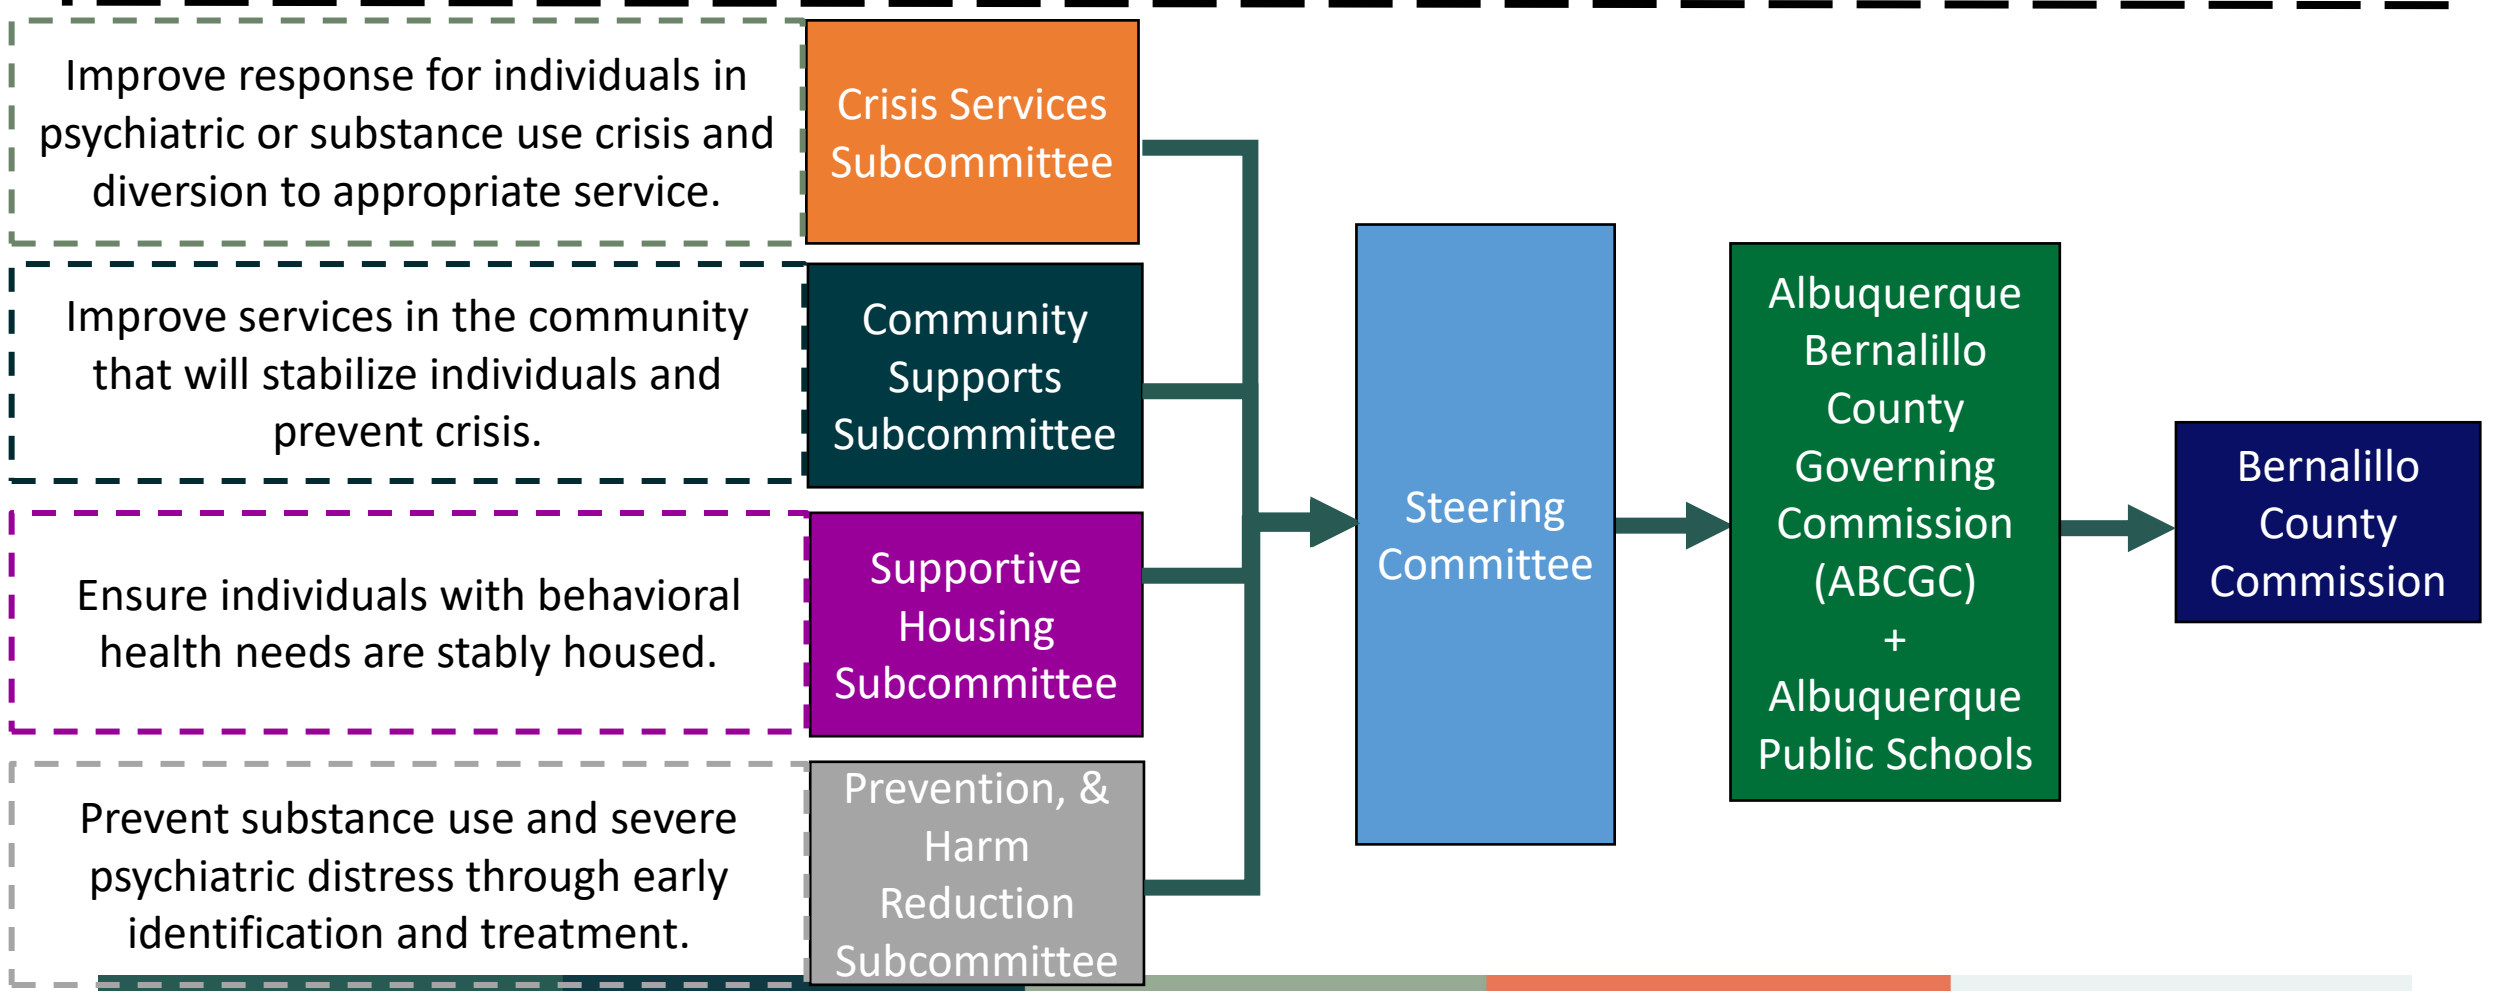 Improve response for individuals in
psychiatric or substance use crisis and
diversion to appropriate service.
Crisis Services
Subcommittee
Improve services in the community
that will stabilize individuals and
prevent crisis.
Community
Supports
Subcommittee
Ensure individuals with behavioral
health needs are stably housed.
Supportive
Housing
Subcommittee
Prevent substance use and severe
psychiatric distress through early
identification and treatment.
Prevention, &
Harm
Reduction
Subcommittee
Steering
Committee
Albuquerque
Bernalillo
County
Governing
Commission
(ABCGC)
+
Albuquerque
Public Schools
Bernalillo
County
Commission